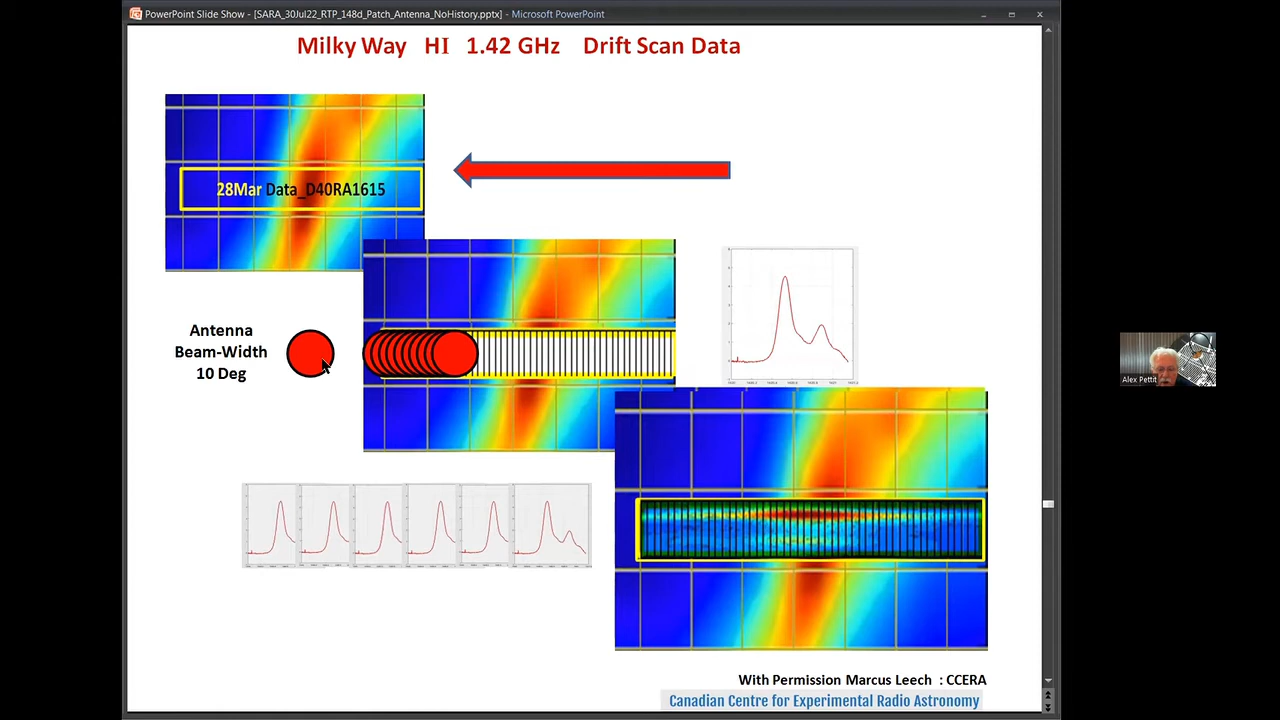 PowerPoint Slide Show - [SARA_30Jul22_RTP_148d_Patch_Antenna_NoHistory.pptx] - Microsoft PowerPoint
Milky Way HI 1.42 GHz Drift Scan Data
28Mar Data_D40RA1615
Antenna
Beam-Width
10 Deg
Alex Pettit
With Permission Marcus Leech : CCERA
Canadian Centre for Experimental Radio Astronomy